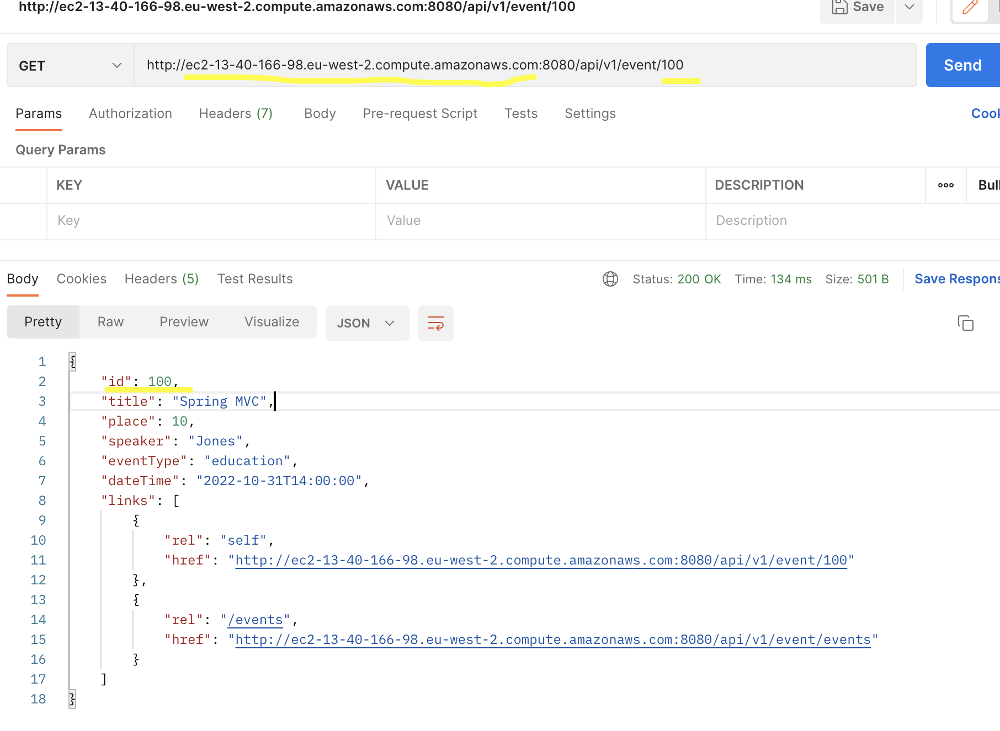 http://ec2-13-40-166-98.eu-west-2.compute.amazonaws.com:8080/api/v1/event/100
Save
GET http://ec2-13-40-166-98.eu-west-2.compute.amazonaws.com:8080/api/v1/event/100 Send
Params Authorization Headers (7) Body Pre-request Script Tests Settings
Query Params
KEY VALUE DESCRIPTION ooo
Key Value Description
Body Cookies Headers (5) Test Results Status: 200 OK Time: 134 ms Size: 501 B Save
Pretty Raw Preview Visualize JSON
1 {
2 "id": 100,
3 "title": "Spring MVC",
4 "place": 10,
5 "speaker": "Jones",
6 "eventType": "education",
7 "dateTime": "2022-10-31T14:00:00",
8 "links": [
9 {
10 "rel": "self",
11 "href": "http://ec2-13-40-166-98.eu-west-2.compute.amazonaws.com:8080/api/v1/event/100"
12 },
13 {
14 "rel": "/events",
15 "href": "http://ec2-13-40-166-98.eu-west-2.compute.amazonaws.com:8080/api/v1/event/events"
16 }
17 ]
18 }